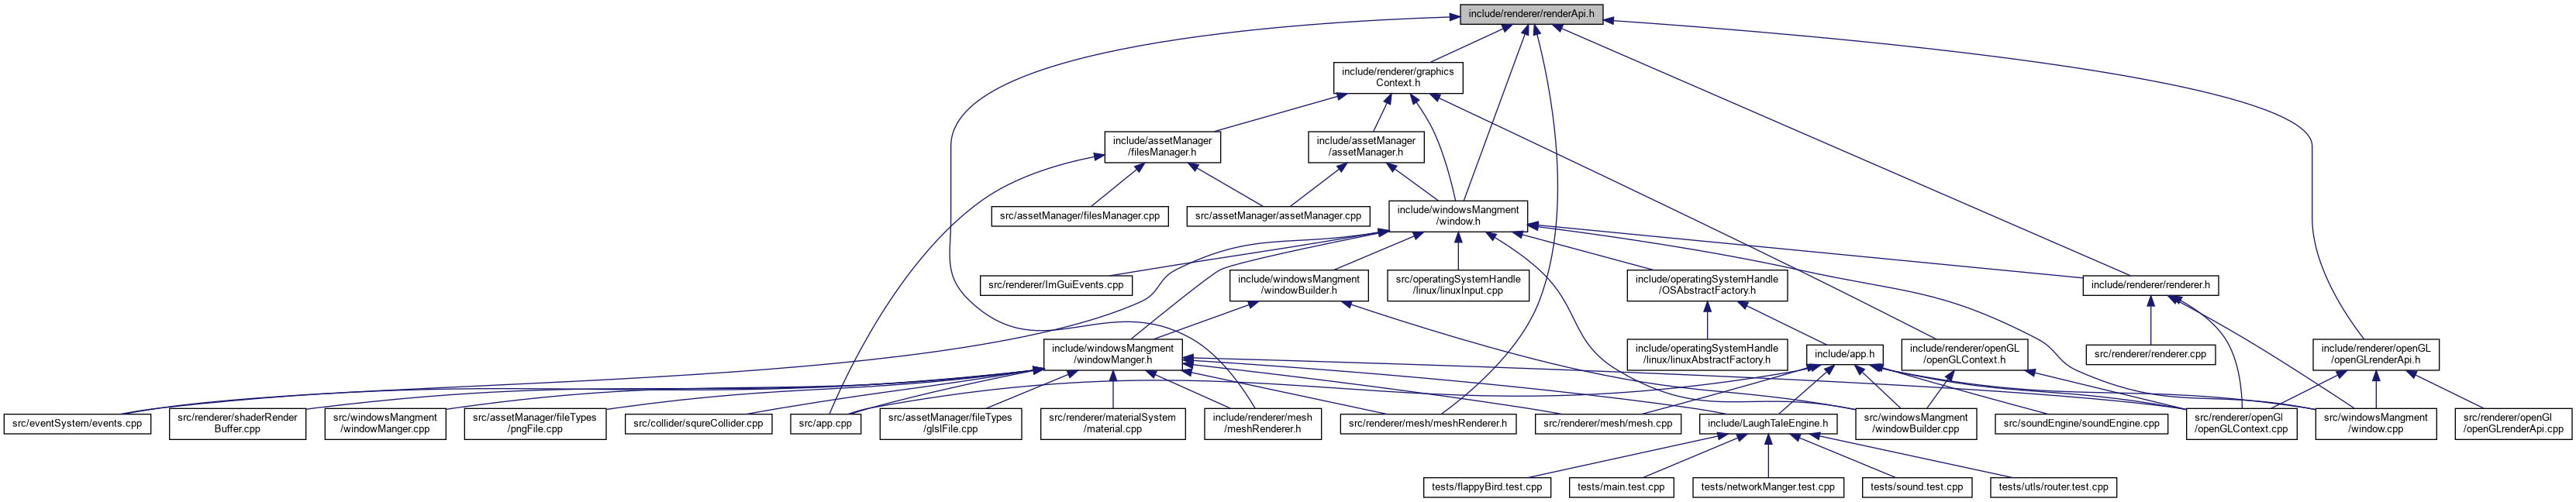 include/renderer/renderApi.h
include/renderer/graphics
Context.h
include/assetManager
/filesManager.h
include/assetManager
/assetManager.h
src/assetManager/filesManager.cpp
src/assetManager/assetManager.cpp
include/windowsMangment
/window.h
src/renderer/ImGuiEvents.cpp
include/windowsMangment
/windowBuilder.h
src/operatingSystemHandle
/linux/linuxInput.cpp
include/operatingSystemHandle
/OSAbstractFactory.h
include/renderer/renderer.h
include/windowsMangment
/windowManger.h
include/operatingSystemHandle
/linux/linuxAbstractFactory.h
include/app.h
include/renderer/openGL
/openGLContext.h
src/renderer/renderer.cpp
include/renderer/openGL
/openGLrenderApi.h
src/eventSystem/events.cpp
src/renderer/shaderRender
Buffer.cpp
src/windowsMangment
/windowManger.cpp
src/assetManager/fileTypes
/pngFile.cpp
src/collider/squreCollider.cpp
src/app.cpp
src/assetManager/fileTypes
/glslFile.cpp
src/renderer/materialSystem
/material.cpp
include/renderer/mesh
/meshRenderer.h
src/renderer/mesh/meshRenderer.h
src/renderer/mesh/mesh.cpp
include/LaughTaleEngine.h
src/windowsMangment
/windowBuilder.cpp
src/soundEngine/soundEngine.cpp
src/renderer/openGl
/openGLContext.cpp
src/windowsMangment
/window.cpp
src/renderer/openGl
/openGLrenderApi.cpp
tests/flappyBird.test.cpp
tests/main.test.cpp
tests/networkManger.test.cpp
tests/sound.test.cpp
tests/utls/router.test.cpp